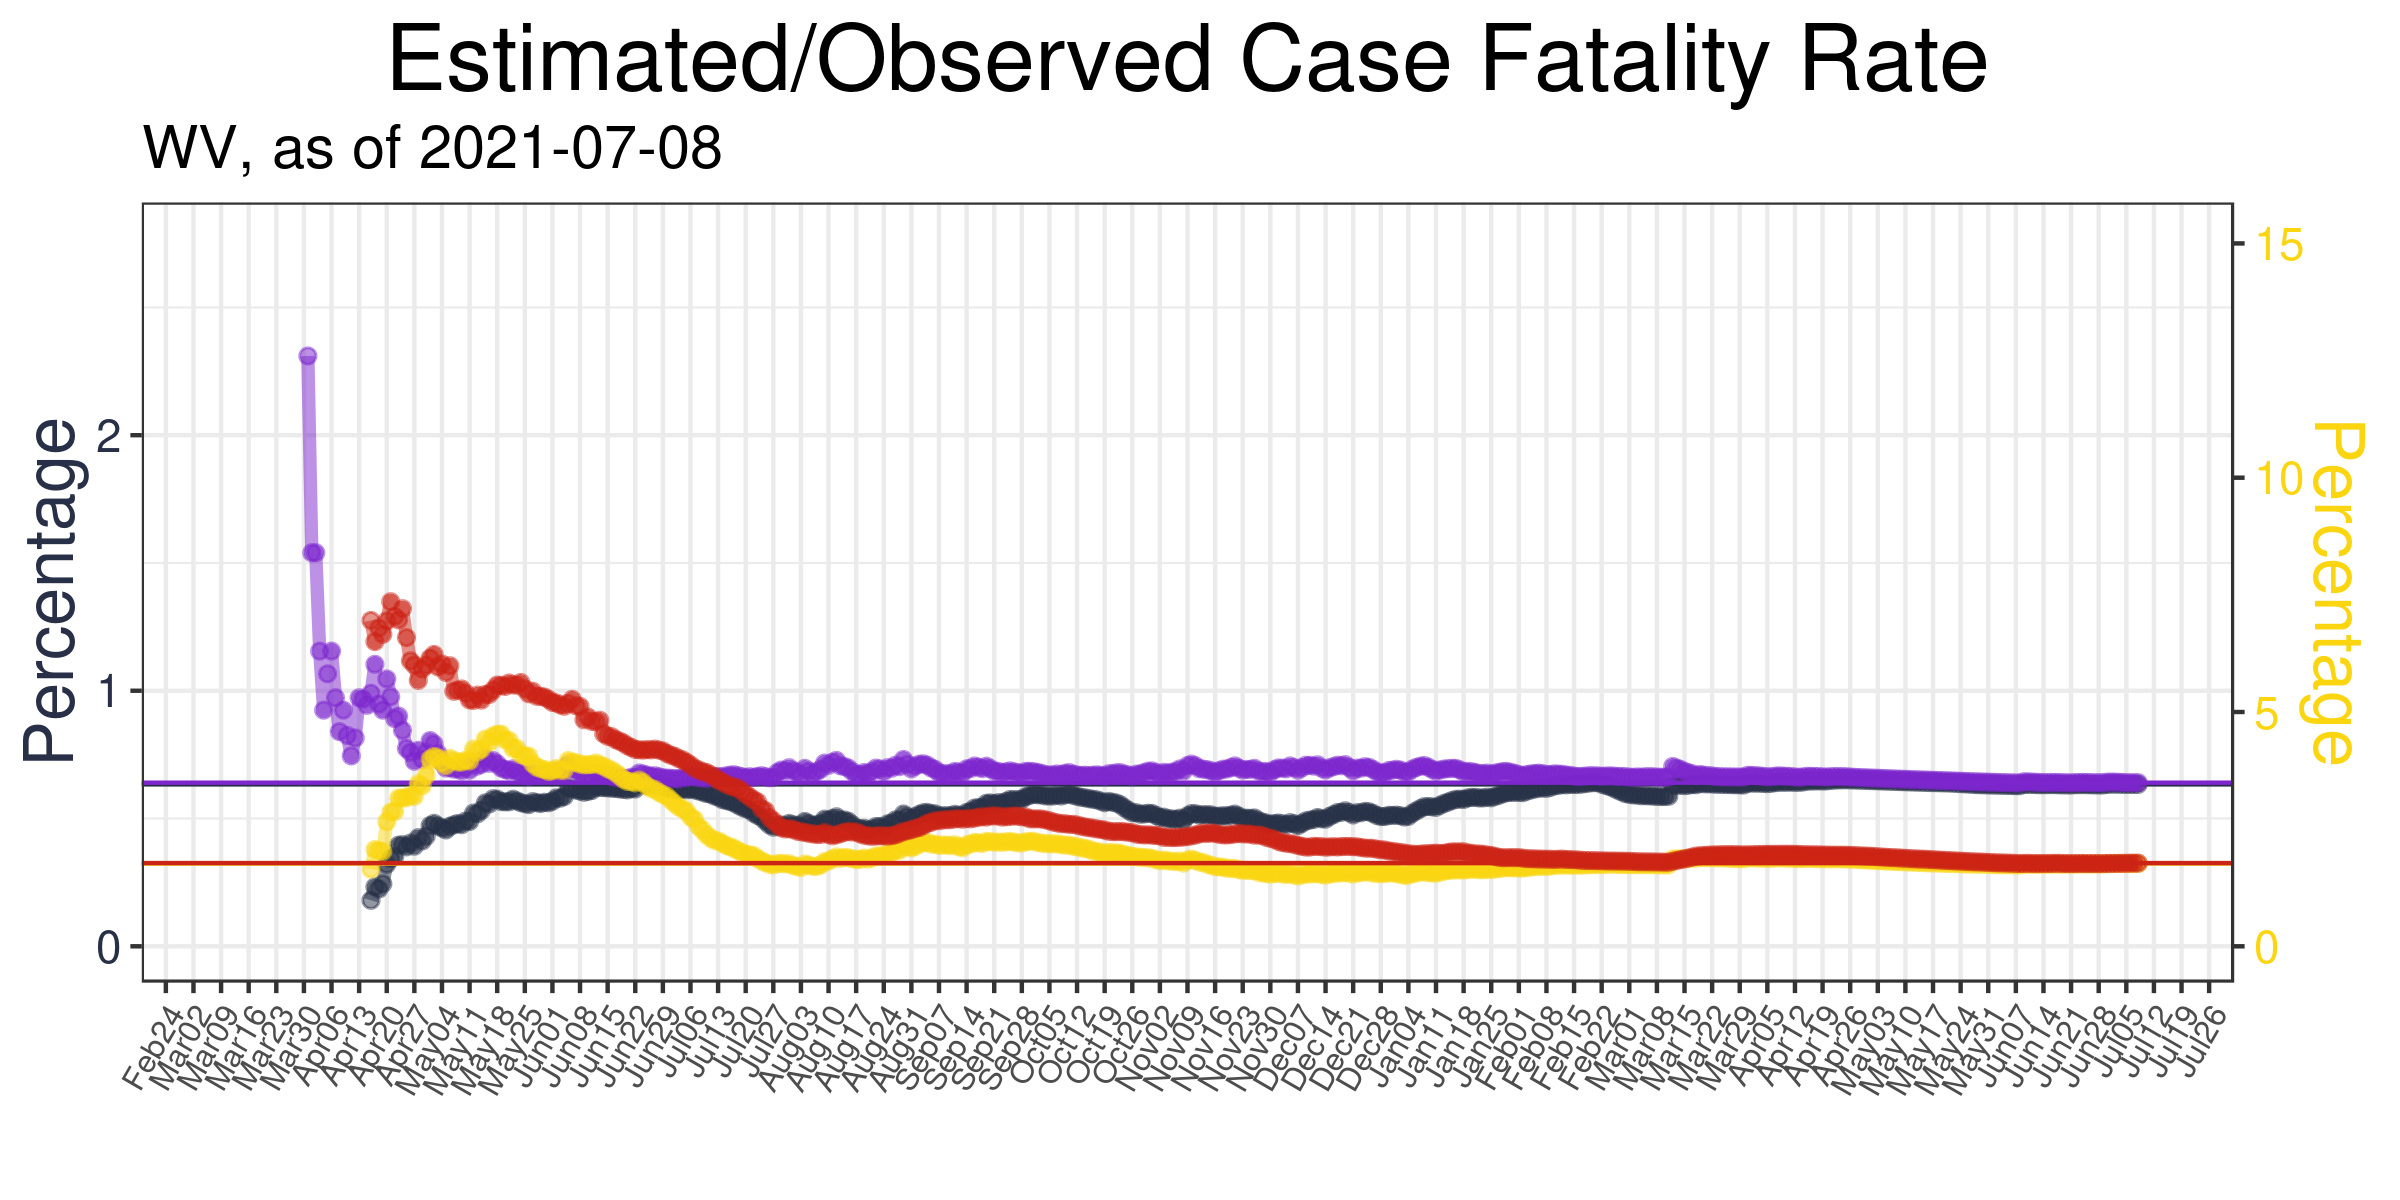 Estimated/Observed Case Fatality Rate
WV, as of 2021-07-08
Percentage
2
1
0
15
10
5
0
Percentage
Feb24
Mar02
Mar09
Mar16
Mar23
Mar30
Apr06
Apr13
Apr20
Apr27
May04
May11
May18
May25
Jun01
Jun08
Jun15
Jun22
Jun29
Jul06
Jul13
Jul20
Jul27
Aug03
Aug10
Aug17
Aug24
Aug31
Sep07
Sep14
Sep21
Sep28
Oct05
Oct12
Oct19
Oct26
Nov02
Nov09
Nov16
Nov23
Nov30
Dec07
Dec14
Dec21
Dec28
Jan04
Jan11
Jan18
Jan25
Feb01
Feb08
Feb15
Feb22
Mar01
Mar08
Mar15
Mar22
Mar29
Apr05
Apr12
Apr19
Apr26
May03
May10
May17
May24
May31
Jun07
Jun14
Jun21
Jun28
Jul05
Jul12
Jul19
Jul26